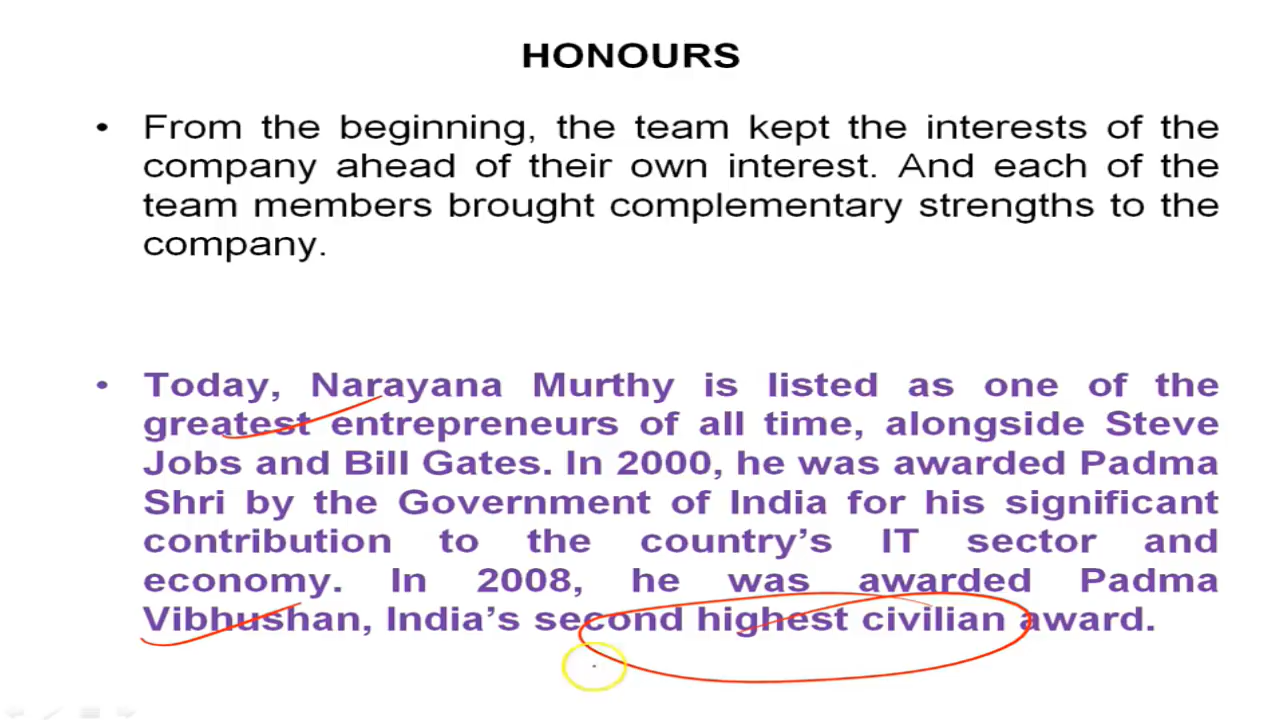 HONOURS
• From the beginning, the team kept the interests of the
company ahead of their own interest. And each of the
team members brought complementary strengths to the
company.
• Today, Narayana Murthy is listed as one of the
greatest entrepreneurs of all time, alongside Steve
Jobs and Bill Gates. In 2000, he was awarded Padma
Shri by the Government of India for his significant
contribution to the country’s IT sector and
economy. In 2008, he was awarded Padma
Vibhushan, India’s second highest civilian award.